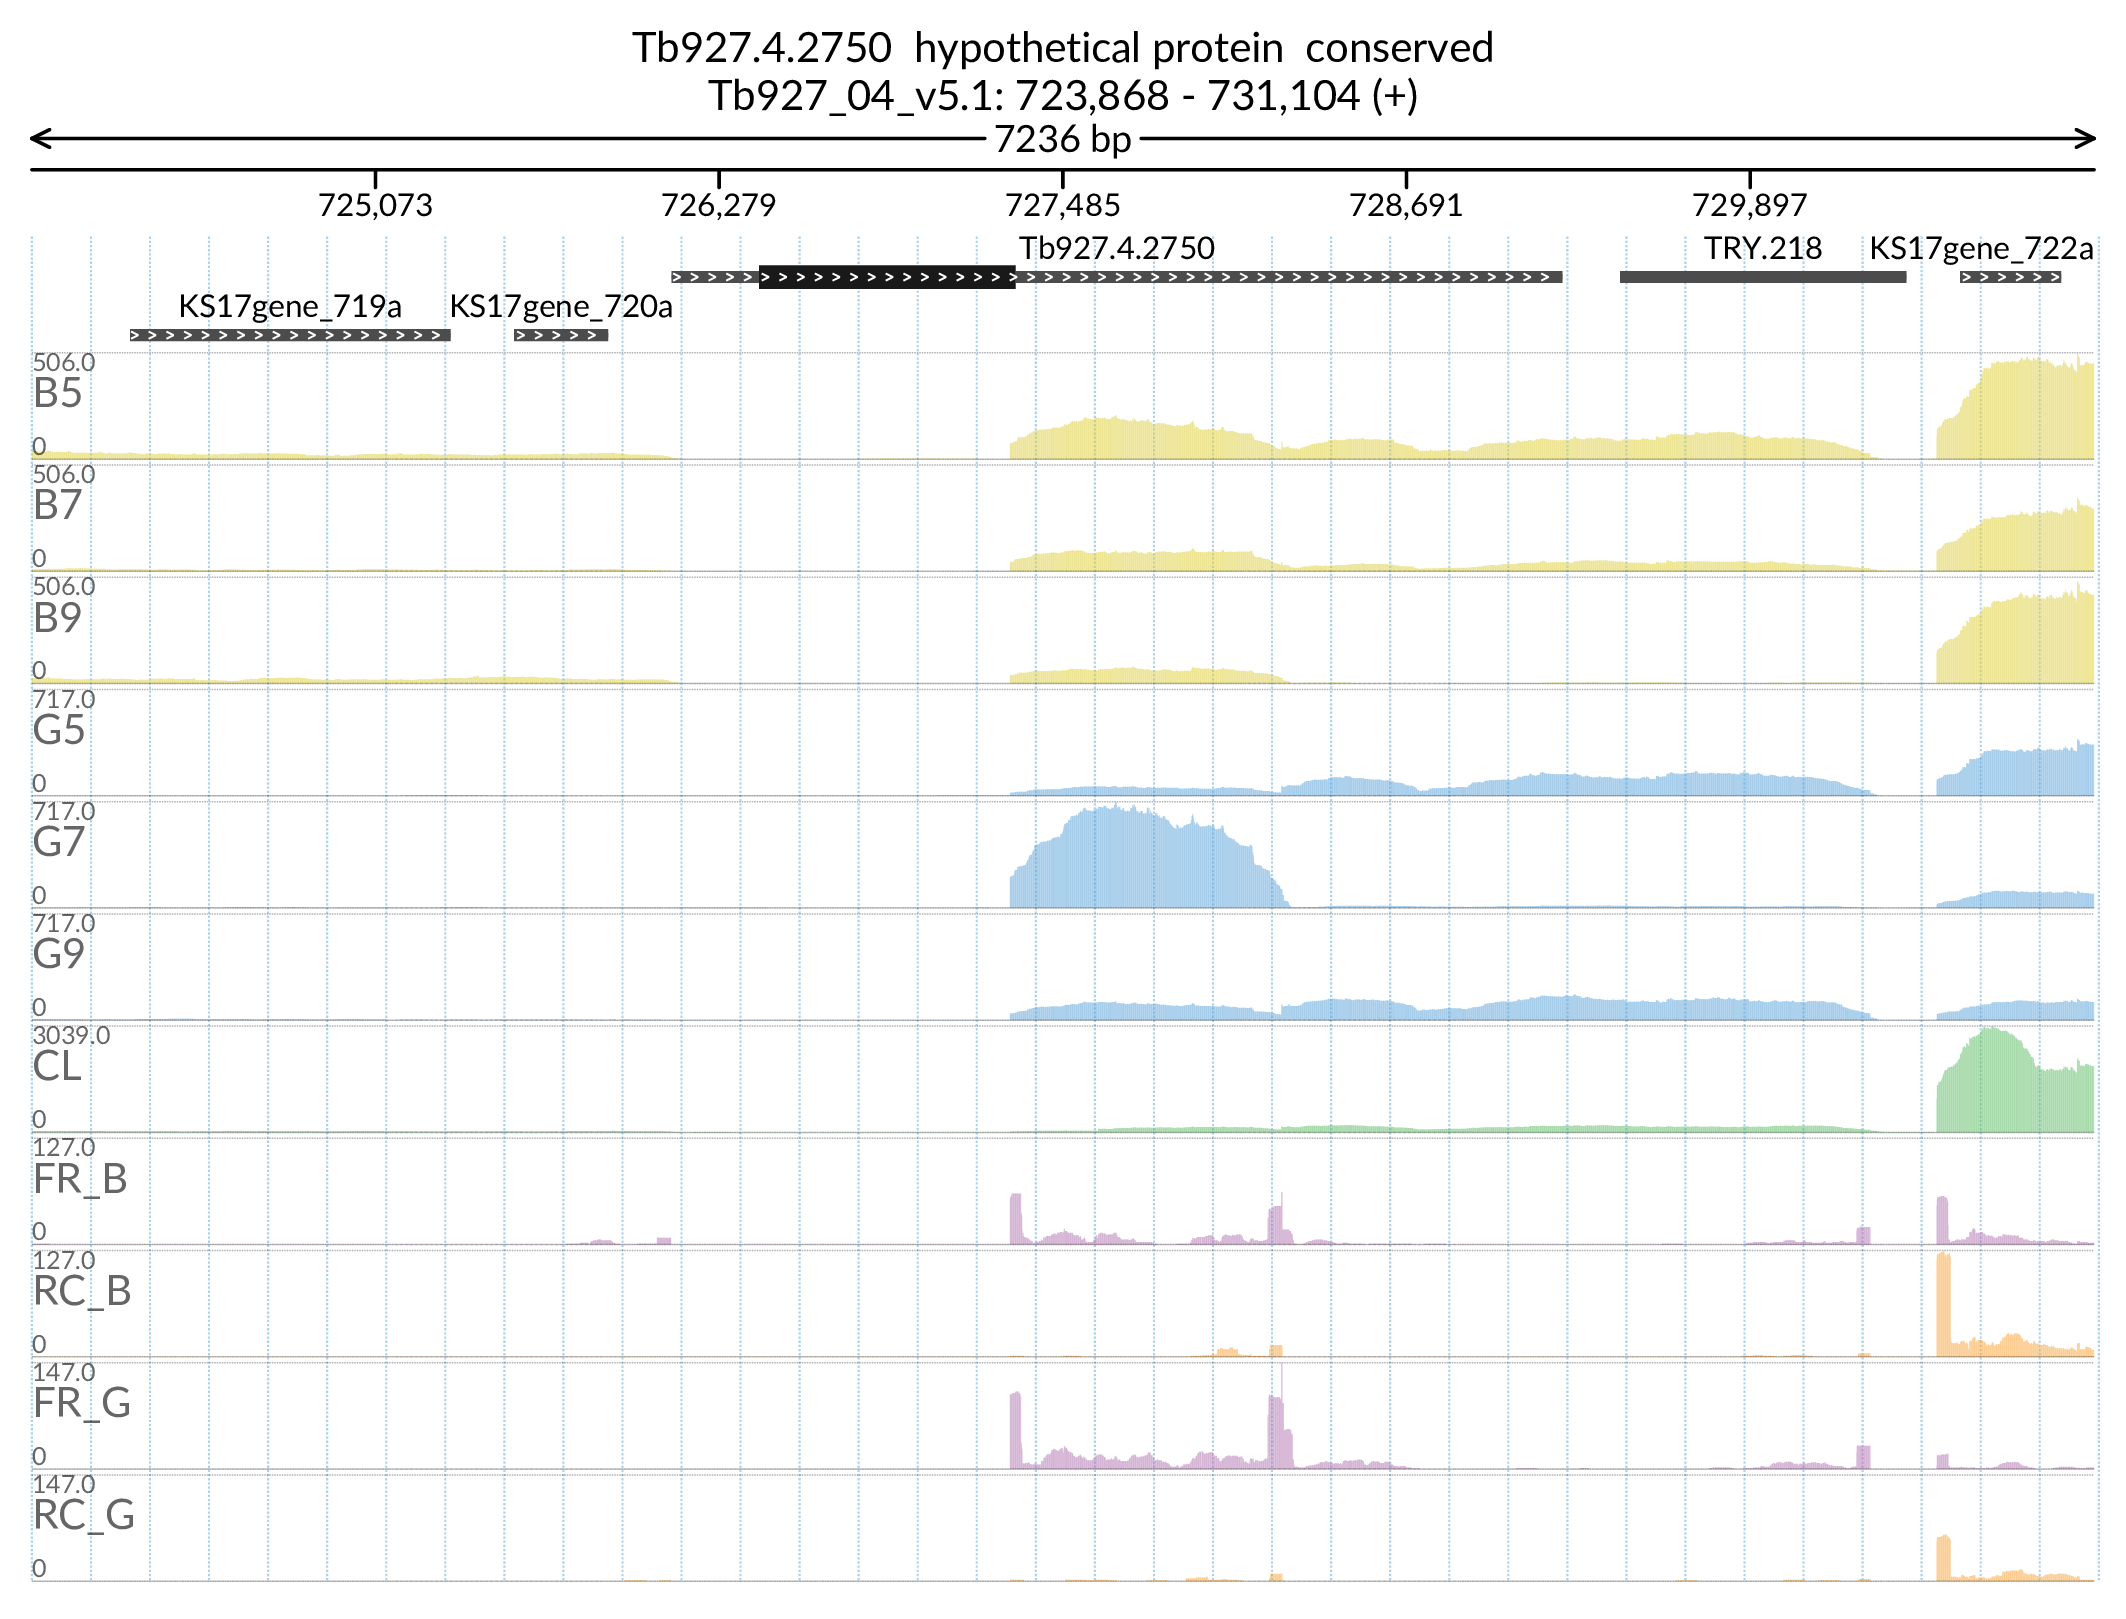 Tb927.4.2750  hypothetical protein  conserved
Tb927_04_v5.1: 723,868 - 731,104 (+)
7236 bp
725,073 726,279 727,485 728,691 729,897
Tb927.4.2750 TRY.218 KS17gene_722a
KS17gene_719a KS17gene_720a
506.0
B5
0
506.0
B7
0
506.0
B9
0
717.0
G5
0
717.0
G7
0
717.0
G9
0
3039.0
CL
0
127.0
FR_B
0
127.0
RC_B
0
147.0
FR_G
0
147.0
RC_G
0